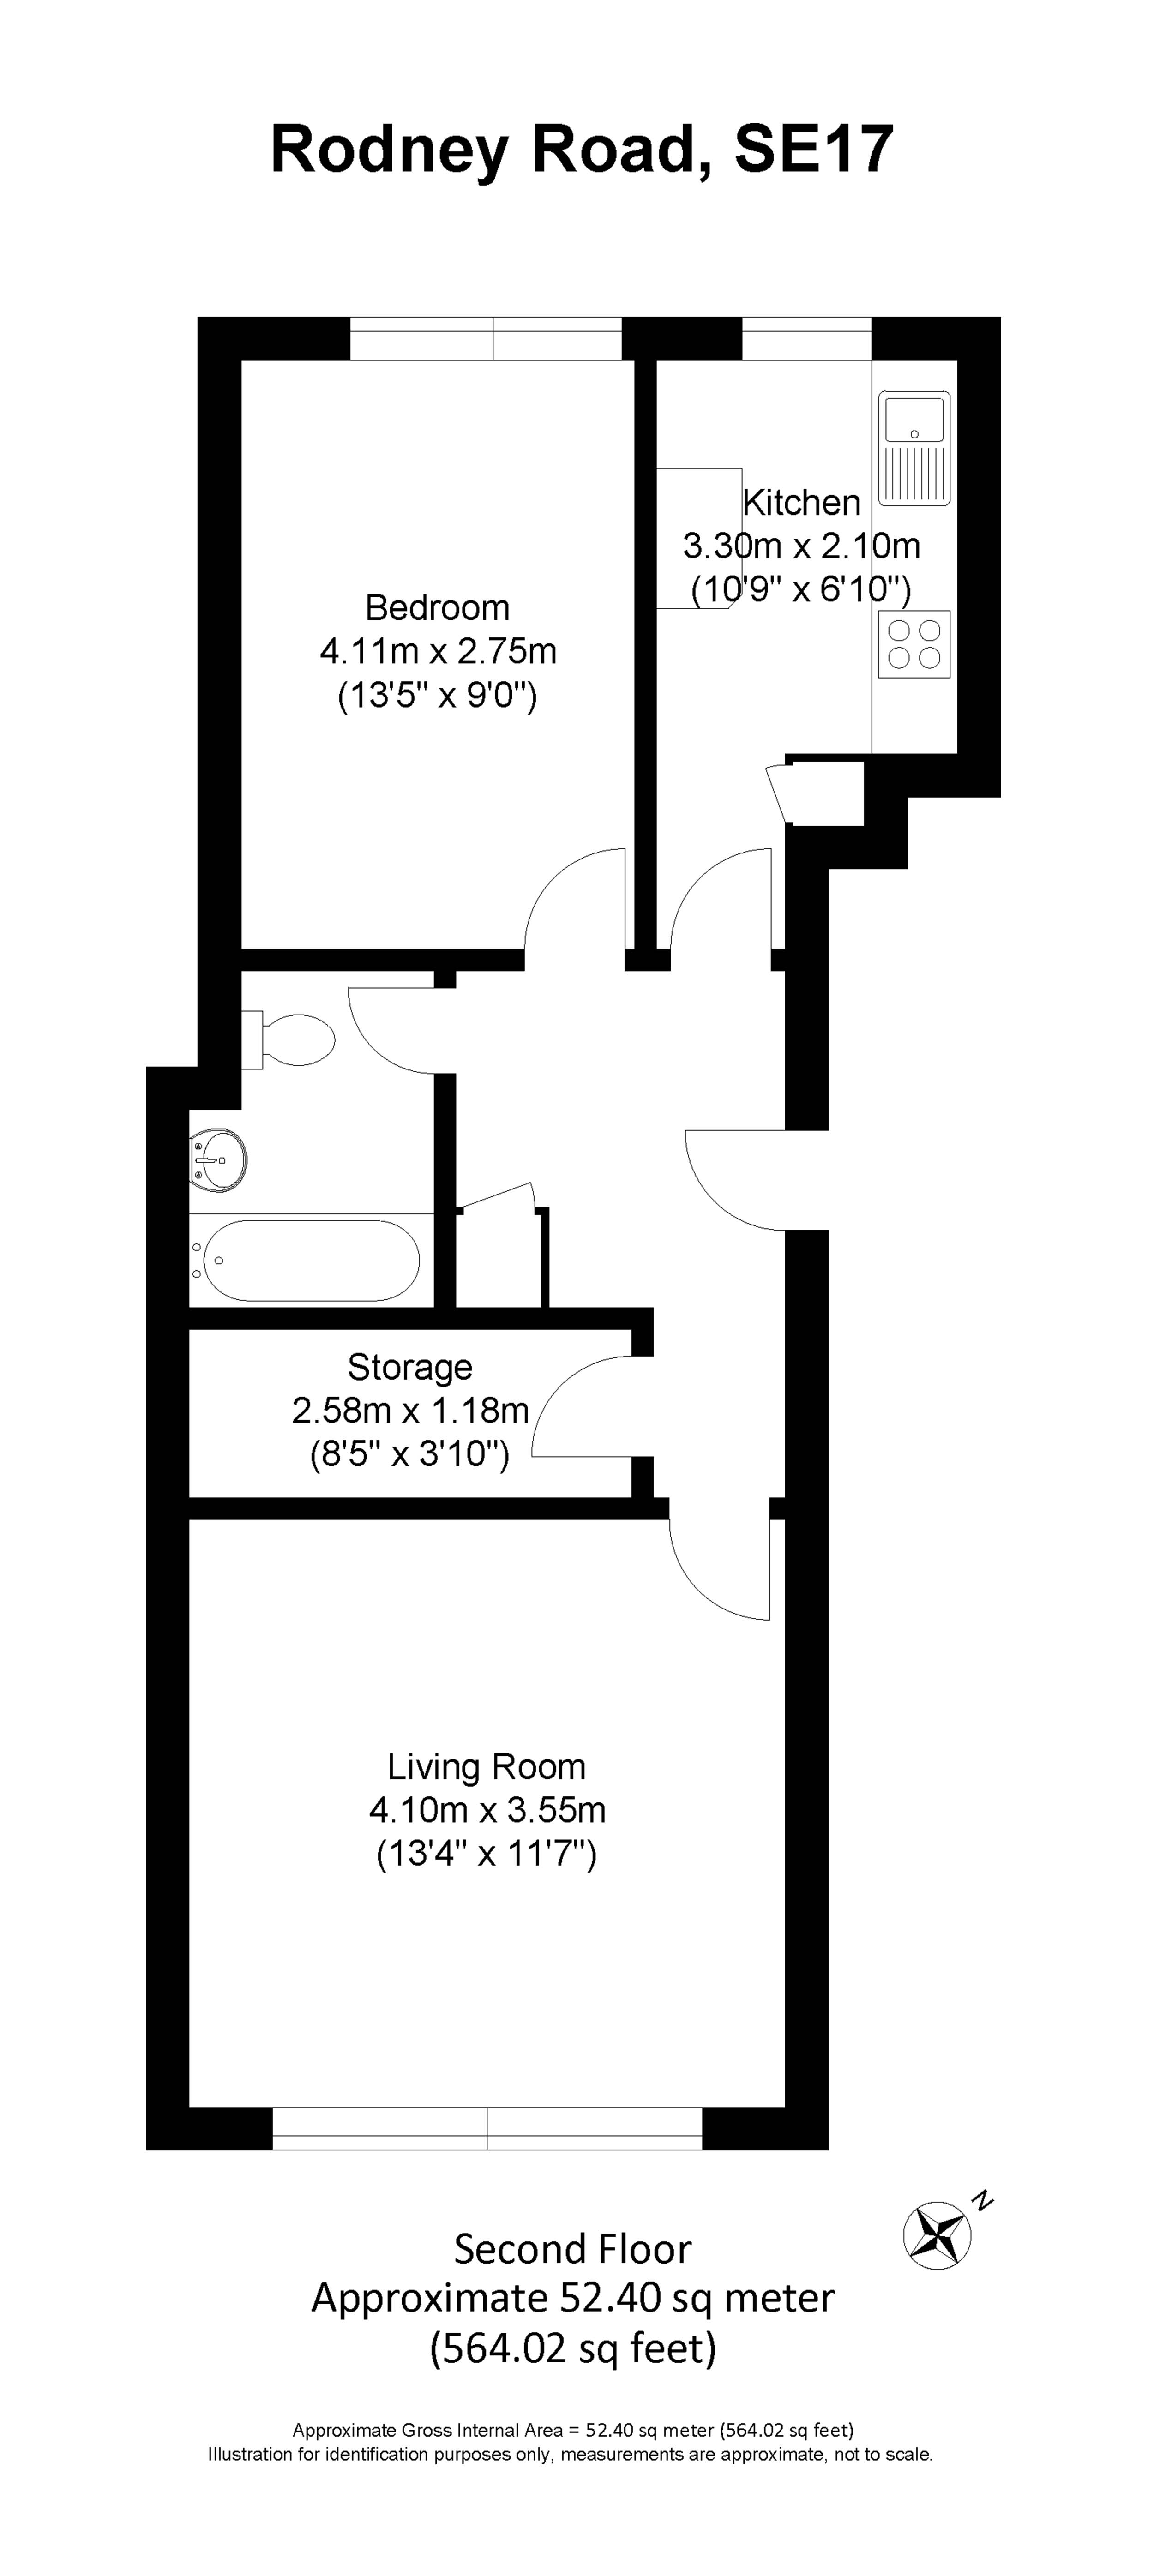 Rodney Road, SE17
Kitchen
3.30m x 2.10m
(10'9" x 6'10")
Bedroom
4.11m x 2.75m
(13'5" x 9'0")
Storage
2.58m x 1.18m
(8'5" x 3'10")
Living Room
4.10m x 3.55m
(13'4" x 11'7")
N
Second Floor
Approximate 52.40 sq meter
(564.02 sq feet)
Approximate Gross Internal Area = 52.40 sq meter (564.02 sq feet)
Illustration for identification purposes only, measurements are approximate, not to scale.